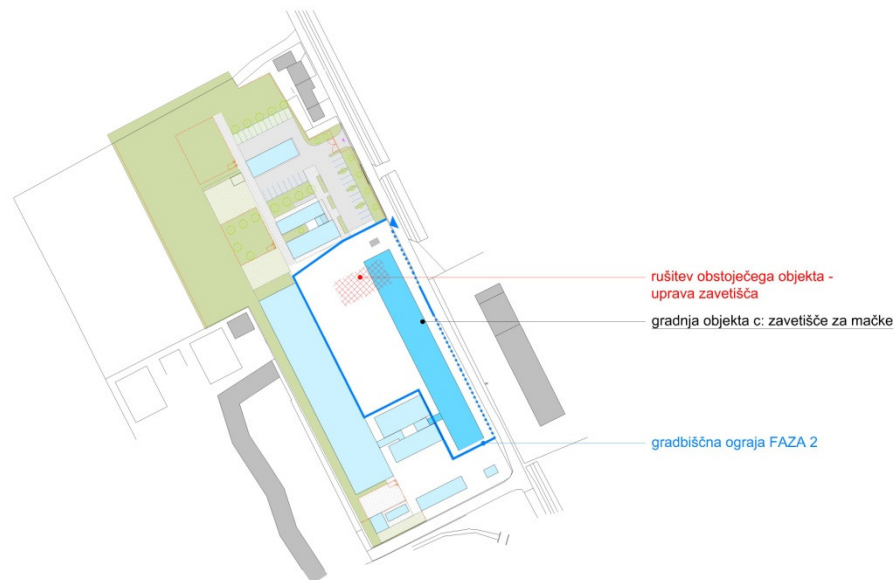 rušitev obstoječega objekta -
uprava zavetišča
gradnja objekta c: zavetišče za mačke
gradbiščna ograja FAZA 2